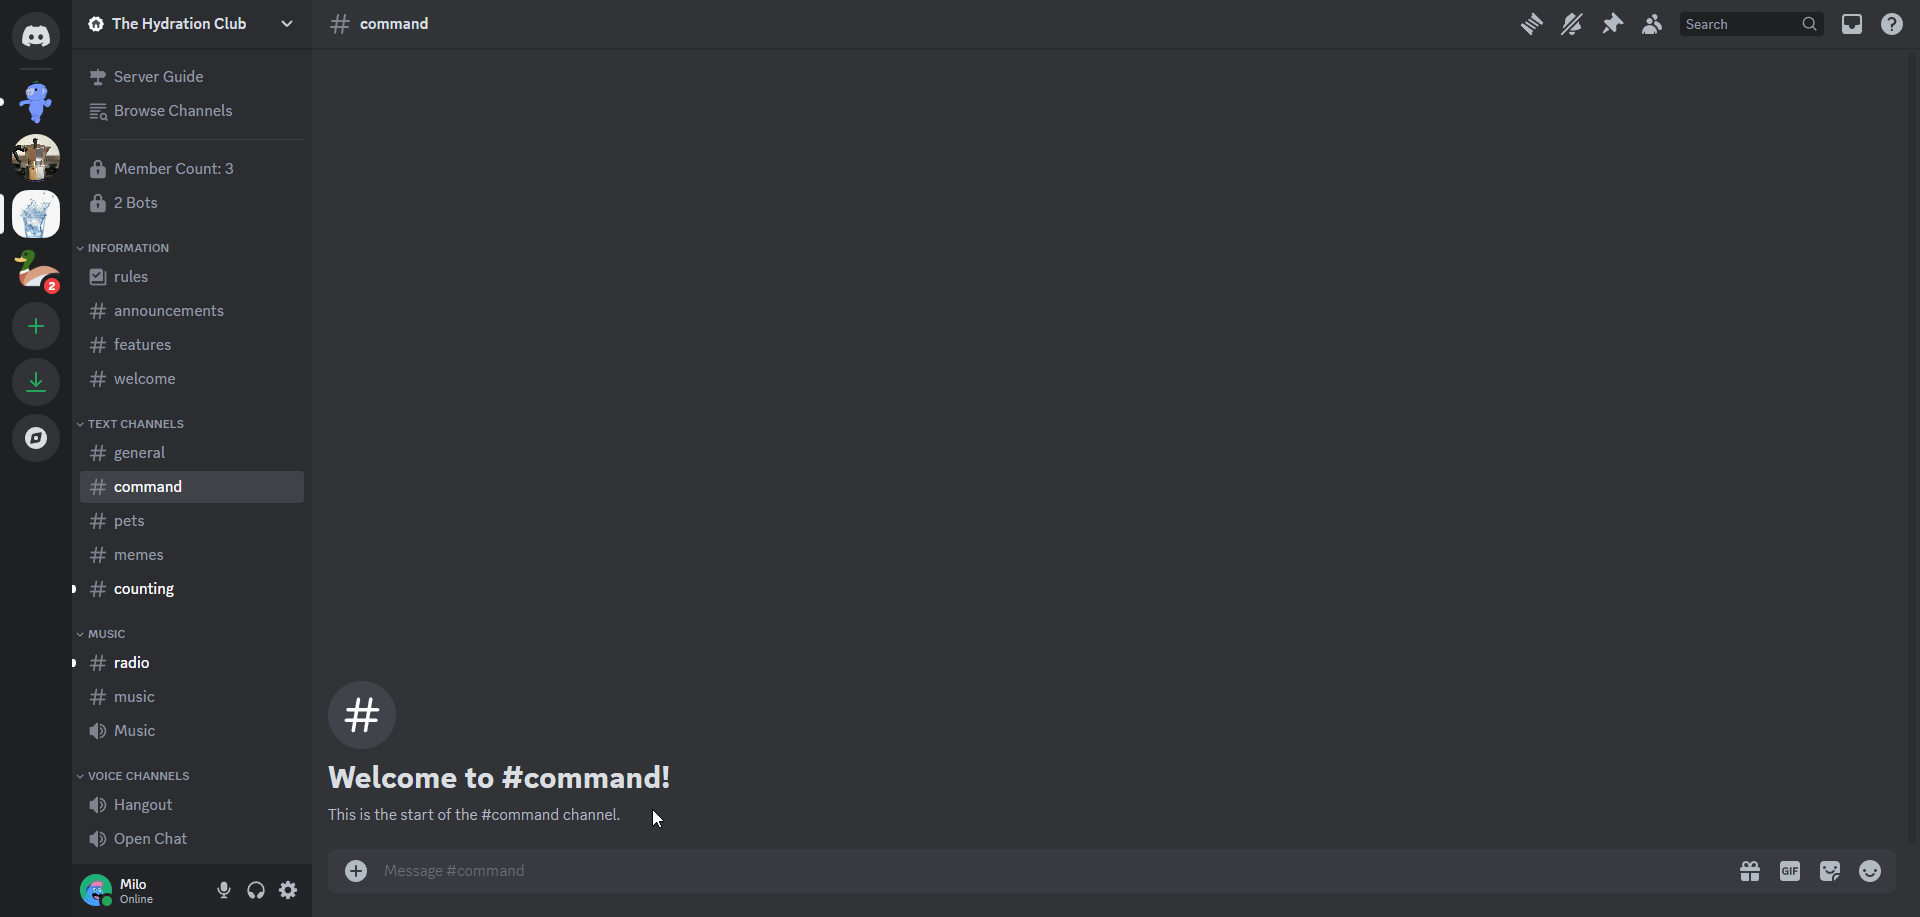 The Hydration Club
command
Search
Server Guide
Browse Channels
Member Count: 3
2 Bots
INFORMATION
rules
announcements
features
welcome
TEXT CHANNELS
general
command
pets
memes
counting
MUSIC
radio
music
Music
VOICE CHANNELS
Hangout
Open Chat
2
Milo
Online
Welcome to #command!
This is the start of the #command channel.
Message #command
GIF